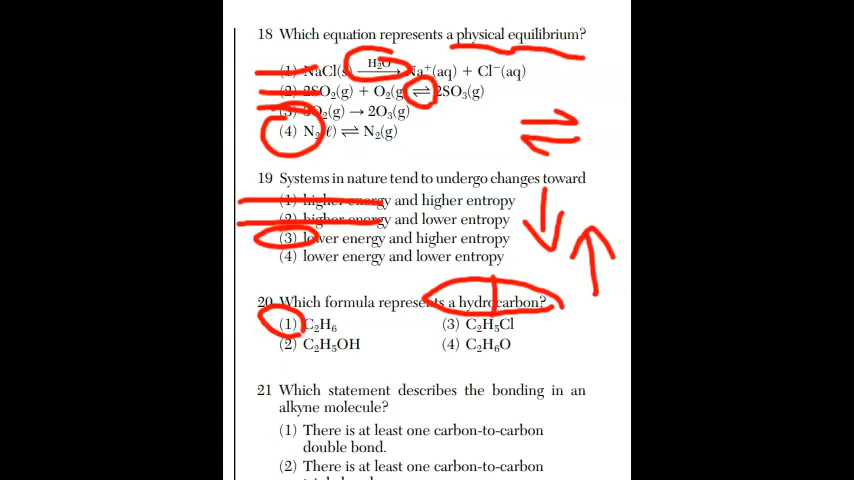 18 Which equation represents a physical equilibrium?
(1) NaCl(s) H₂O → Na⁺(aq) + Cl⁻(aq)
(2) 2SO₂(g) + O₂(g) ⇌ 2SO₃(g)
(3) 3O₂(g) → 2O₃(g)
(4) N₂(ℓ) ⇌ N₂(g)
19 Systems in nature tend to undergo changes toward
(1) higher energy and higher entropy
(2) higher energy and lower entropy
(3) lower energy and higher entropy
(4) lower energy and lower entropy
20 Which formula represents a hydrocarbon?
(1) C₂H₆ (3) C₂H₅Cl
(2) C₂H₅OH (4) C₂H₆O
21 Which statement describes the bonding in an
alkyne molecule?
(1) There is at least one carbon-to-carbon
double bond.
(2) There is at least one carbon-to-carbon